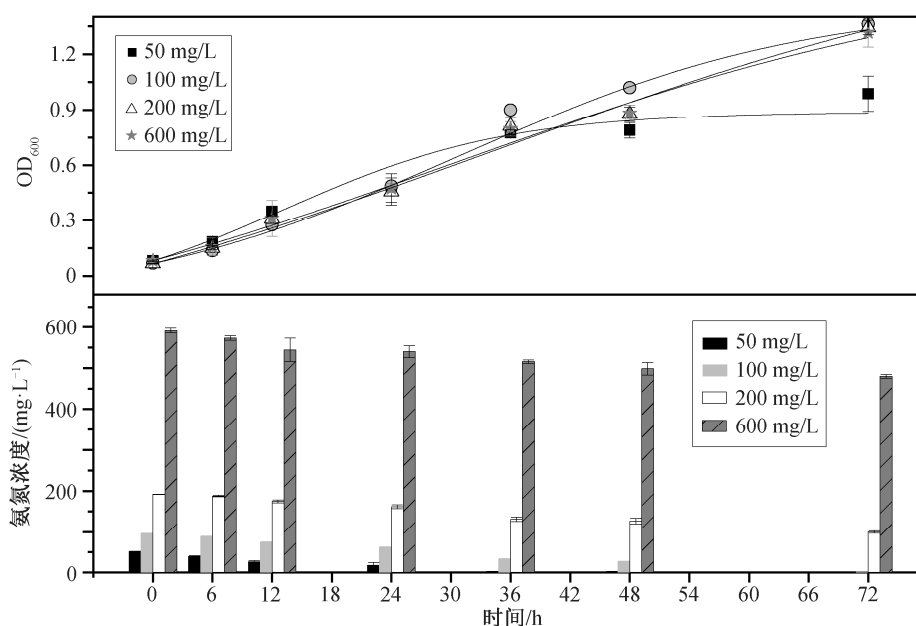 1.2
0.9
0.6
0.3
0
OD600
50 mg/L
100 mg/L
200 mg/L
600 mg/L
600
400
200
0
氨氮浓度/(mg·L⁻¹)
50 mg/L
100 mg/L
200 mg/L
600 mg/L
0 6 12 18 24 30 36 42 48 54 60 66 72
时间/h